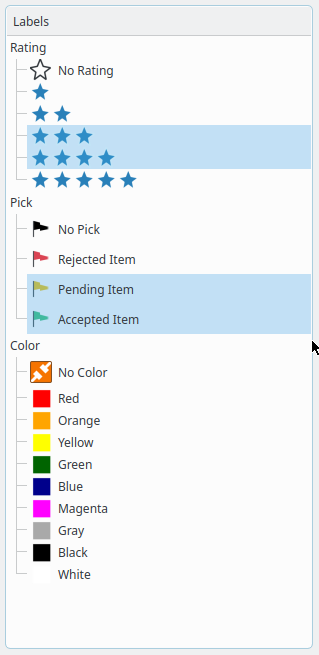 Labels
Rating
No Rating
Pick
No Pick
Rejected Item
Pending Item
Accepted Item
Color
No Color
Red
Orange
Yellow
Green
Blue
Magenta
Gray
Black
White